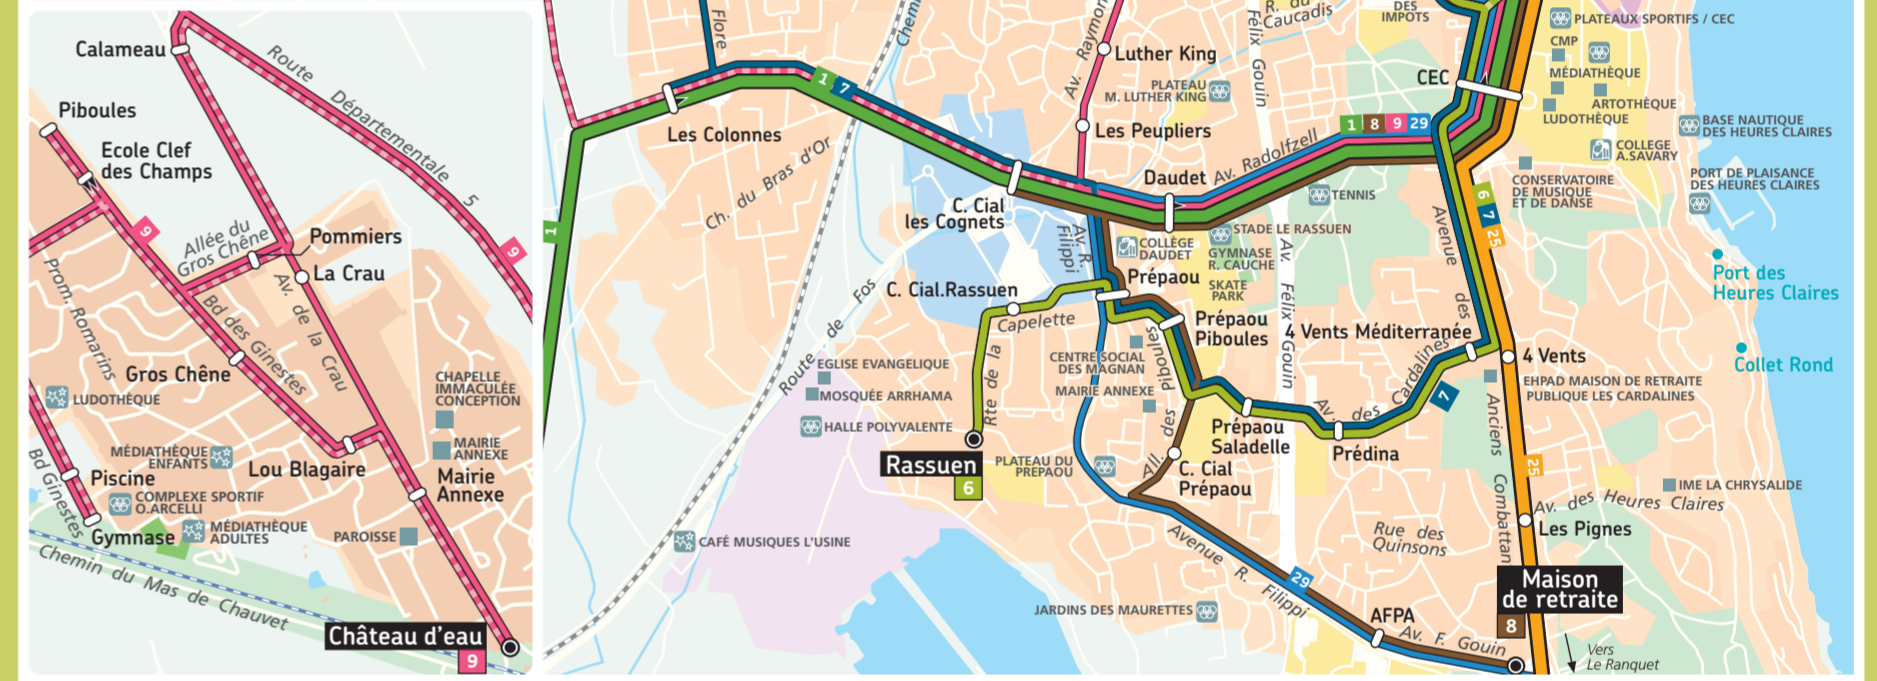 Calameau
Route Départementale 5
Piboules
Ecole Clef
des Champs
9
9
Allée du
Gros Chêne
Pommiers
La Crau
Prom. Romarins
Bd des Ginestes
Av. de la Crau
Gros Chêne
CHAPELLE
IMMACULÉE
CONCEPTION
LUDOTHÈQUE
MÉDIATHÈQUE
ENFANTS
Lou Blagaire
MAIRIE
ANNEXE
Mairie
Annexe
Bd Ginestes
Piscine
COMPLEXE SPORTIF
O.ARCELLI
Gymnase
MÉDIATHÈQUE
ADULTES
PAROISSE
Chemin du Mas de Chauvet
Château d'eau
9
Flore
Chem
Av. Raymon
Félix Gouin
R. du
Caucadis
DES
IMPOTS
PLATEAUX SPORTIFS / CEC
Luther King
CMP
MÉDIATHÈQUE
CEC
1 7
PLATEAU
M. LUTHER KING
ARTOTHÈQUE
LUDOTHÈQUE
Les Colonnes
Les Peupliers
1 8 9 29
BASE NAUTIQUE
DES HEURES CLAIRES
COLLEGE
A.SAVARY
Ch. du Bras d'Or
Daudet
Av. Radolfzell
TENNIS
CONSERVATOIRE
DE MUSIQUE
ET DE DANSE
PORT DE PLAISANCE
DES HEURES CLAIRES
C. Cial
les Cognets
1
Av. R.
Filippi
COLLÈGE
DAUDET
STADE LE RASSUEN
GYMNASE
R. CAUCHE
6 7 25
Avenue des Anciens Combattan
Prépaou
SKATE
PARK
Av. Félix Gouin
Port des
Heures Claires
C. Cial.Rassuen
Capelette
Rte de la
Prépaou
Piboules
4 Vents Méditerranée
4 Vents
Collet Rond
Route de Fos
EGLISE EVANGELIQUE
MOSQUÉE ARRHAMA
HALLE POLYVALENTE
CENTRE SOCIAL
DES MAGNAN
MAIRIE ANNEXE
All. des Piboules
EHPAD MAISON DE RETRAITE
PUBLIQUE LES CARDALINES
7
Av. des Cardalines
Prépaou
Saladelle
Prédina
Rassuen
6
PLATEAU DU
PREPAOU
C. Cial
Prépaou
25
IME LA CHRYSALIDE
Av. des Heures Claires
Les Pignes
Rue des
Quinsons
CAFÉ MUSIQUES L'USINE
Avenue R. Filippi
29
JARDINS DES MAURETTES
AFPA
Av. F. Gouin
Maison
de retraite
8
Vers
Le Ranquet